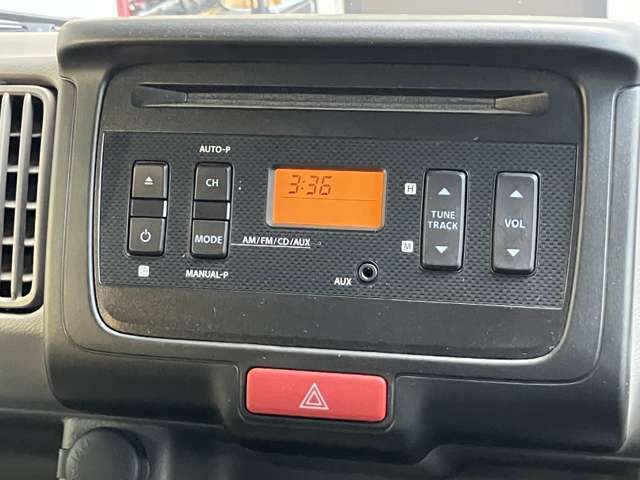 AUTO-P
CH
MODE
MANUAL-P
3:36
AM/FM/CD/AUX
AUX
H
M
TUNE
TRACK
VOL